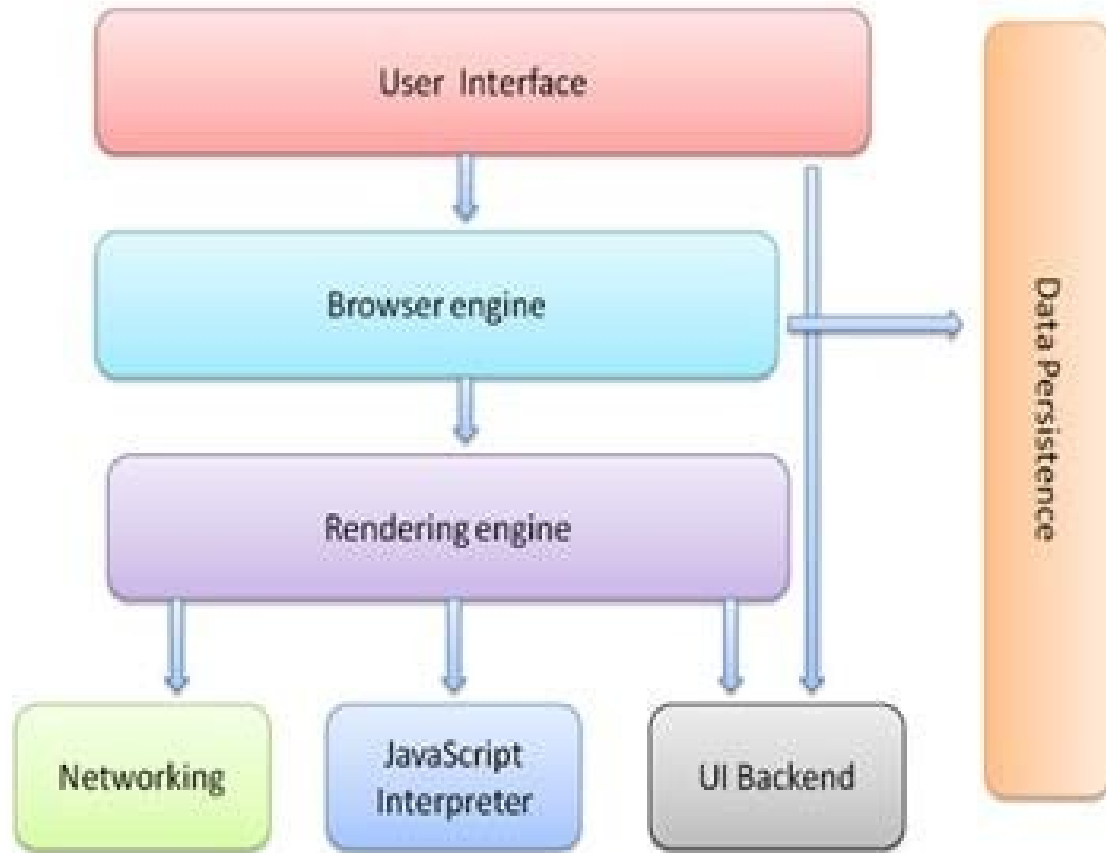 User Interface
Browser engine
Data Persistence
Rendering engine
Networking
JavaScript
Interpreter
UI Backend